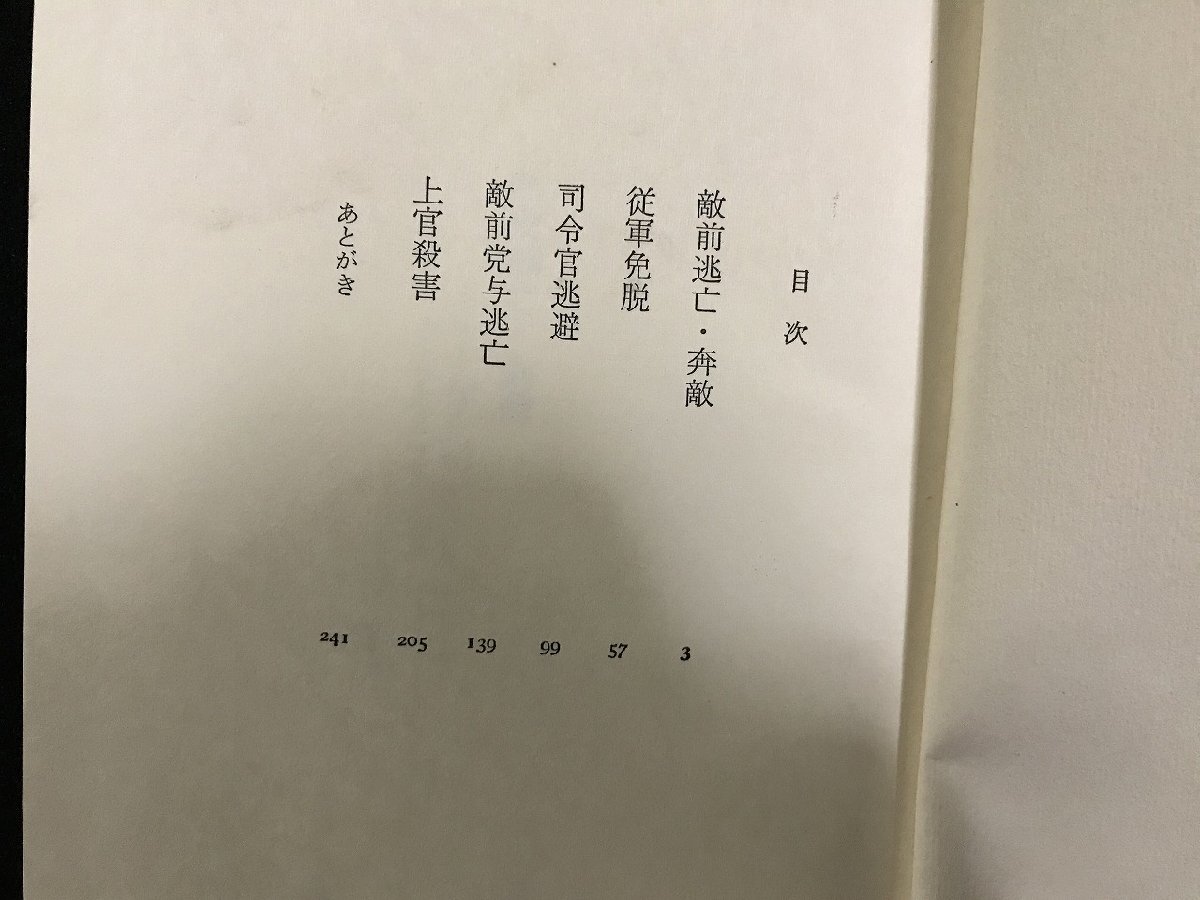 目次
敵前逃亡・奔敵
3
従軍免脱
57
司令官逃避
99
敵前党与逃亡
139
上官殺害
205
あとがき
241